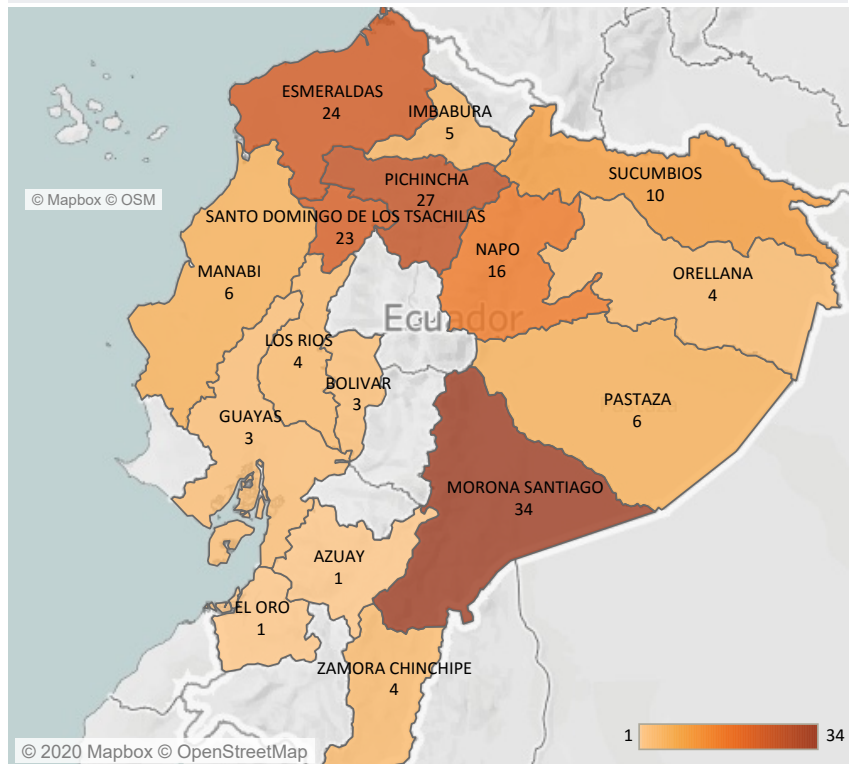 ESMERALDAS
24
IMBABURA
5
© Mapbox © OSM
PICHINCHA
27
SUCUMBIOS
10
SANTO DOMINGO DE LOS TSACHILAS
23
NAPO
16
MANABI
6
ORELLANA
4
Ecuador
LOS RIOS
4
BOLIVAR
3
PASTAZA
6
GUAYAS
3
MORONA SANTIAGO
34
AZUAY
1
EL ORO
1
ZAMORA CHINCHIPE
4
1
34
© 2020 Mapbox © OpenStreetMap